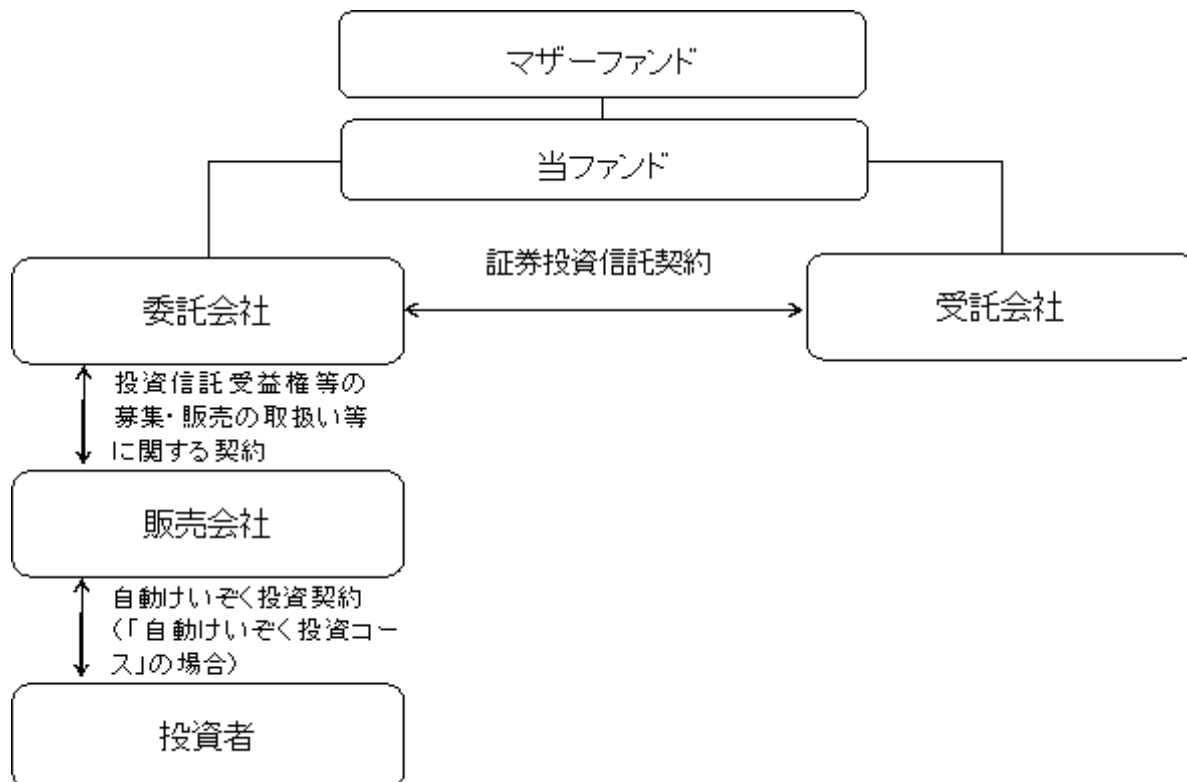 マザーファンド
当ファンド
証券投資信託契約
委託会社
受託会社
投資信託受益権等の
募集・販売の取扱い等
に関する契約
販売会社
自動けいぞく投資契約
(「自動けいぞく投資コー
ス」の場合)
投資者